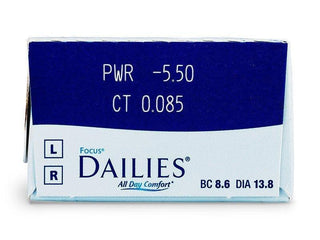 PWR -5.50
CT 0.085
L
R
Focus®
DAILIES®
All Day Comfort®
BC 8.6 DIA 13.8